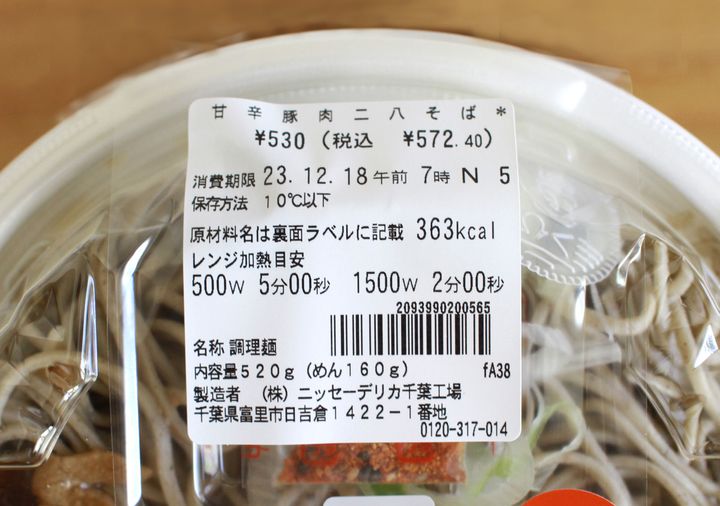 甘辛豚肉二八そば*
¥530（税込 ¥572.40）
消費期限 23.12.18午前 7時 N 5
保存方法 10℃以下
原材料名は裏面ラベルに記載 363kcal
レンジ加熱目安
500W 5分00秒 1500W 2分00秒
2093990200565
名称 調理麺
内容量520g（めん160g） fA38
製造者 （株）ニッセーデリカ千葉工場
千葉県富里市日吉倉1422－1番地
0120-317-014